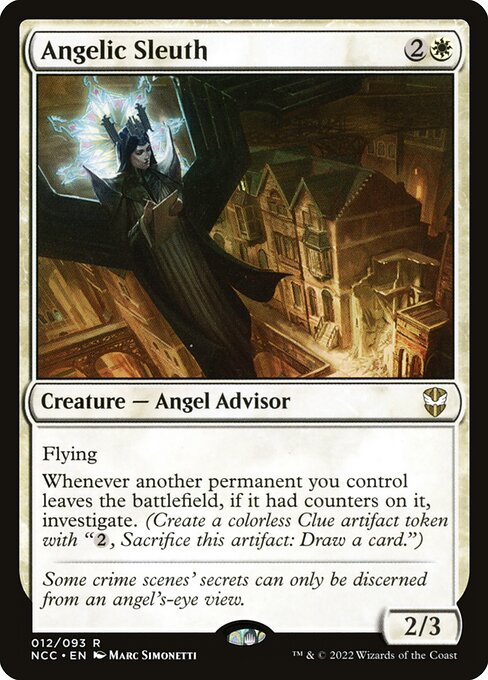 Angelic Sleuth 2
Creature — Angel Advisor
Flying
Whenever another permanent you control
leaves the battlefield, if it had counters on it,
investigate. (Create a colorless Clue artifact token
with “2, Sacrifice this artifact: Draw a card.”)
Some crime scenes’ secrets can only be discerned
from an angel’s-eye view.
2/3
012/093 R
NCC • EN Marc Simonetti ™ & © 2022 Wizards of the Coast